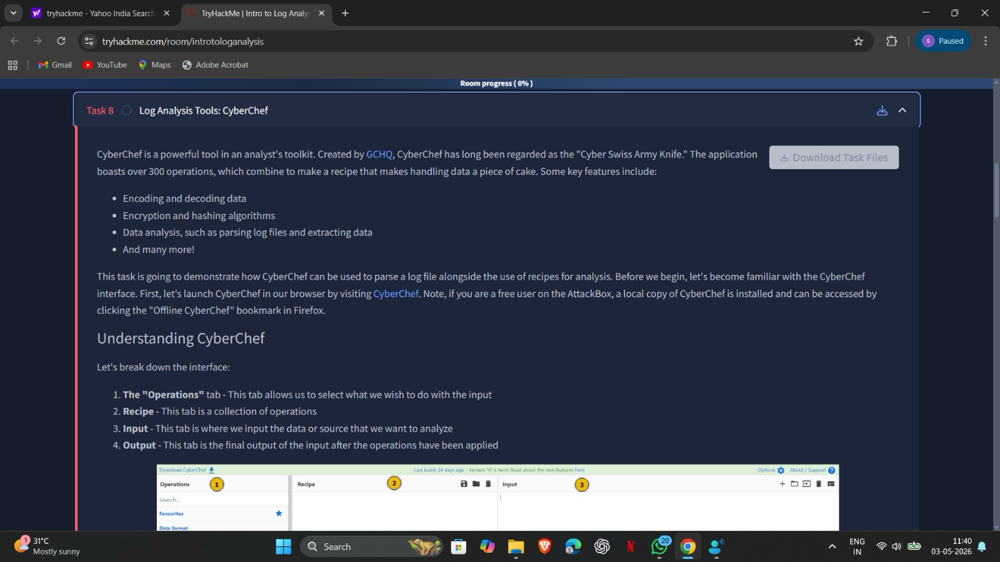 tryhackme - Yahoo India Search
TryHackMe | Intro to Log Analys
tryhackme.com/room/introtologanalysis
S Paused
Gmail YouTube Maps Adobe Acrobat
Room progress ( 0% )
Task 8 Log Analysis Tools: CyberChef
CyberChef is a powerful tool in an analyst's toolkit. Created by GCHQ, CyberChef has long been regarded as the "Cyber Swiss Army Knife." The application
Download Task Files
boasts over 300 operations, which combine to make a recipe that makes handling data a piece of cake. Some key features include:
• Encoding and decoding data
• Encryption and hashing algorithms
• Data analysis, such as parsing log files and extracting data
• And many more!
This task is going to demonstrate how CyberChef can be used to parse a log file alongside the use of recipes for analysis. Before we begin, let's become familiar with the CyberChef
interface. First, let's launch CyberChef in our browser by visiting CyberChef. Note, if you are a free user on the AttackBox, a local copy of CyberChef is installed and can be accessed by
clicking the "Offline CyberChef" bookmark in Firefox.
Understanding CyberChef
Let's break down the interface:
1. The "Operations" tab - This tab allows us to select what we wish to do with the input
2. Recipe - This tab is a collection of operations
3. Input - This tab is where we input the data or source that we want to analyze
4. Output - This tab is the final output of the input after the operations have been applied
Download CyberChef Last build: 24 days ago - Version 10 is here! Read about the new features here Options About / Support ?
Operations 1 Recipe 2 Input 3
Search...
Favourites
Data format
1 31°C
Mostly sunny
Search
20
ENG
IN
11:40
03-05-2026